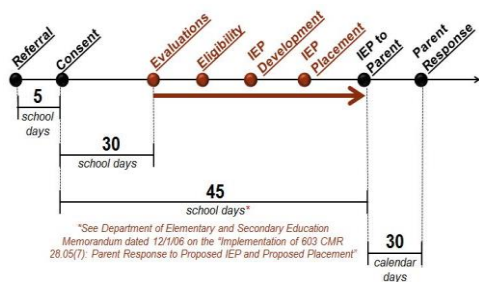 Referral
Consent
Evaluations
Eligibility
IEP
Development
IEP
Placement
IEP to
Parent
Parent
Response
5
school days
30
school days
45
school days*
*See Department of Elementary and Secondary Education
Memorandum dated 12/1/06 on the "Implementation of 603 CMR
28.05(7): Parent Response to Proposed IEP and Proposed Placement"
30
calendar
days